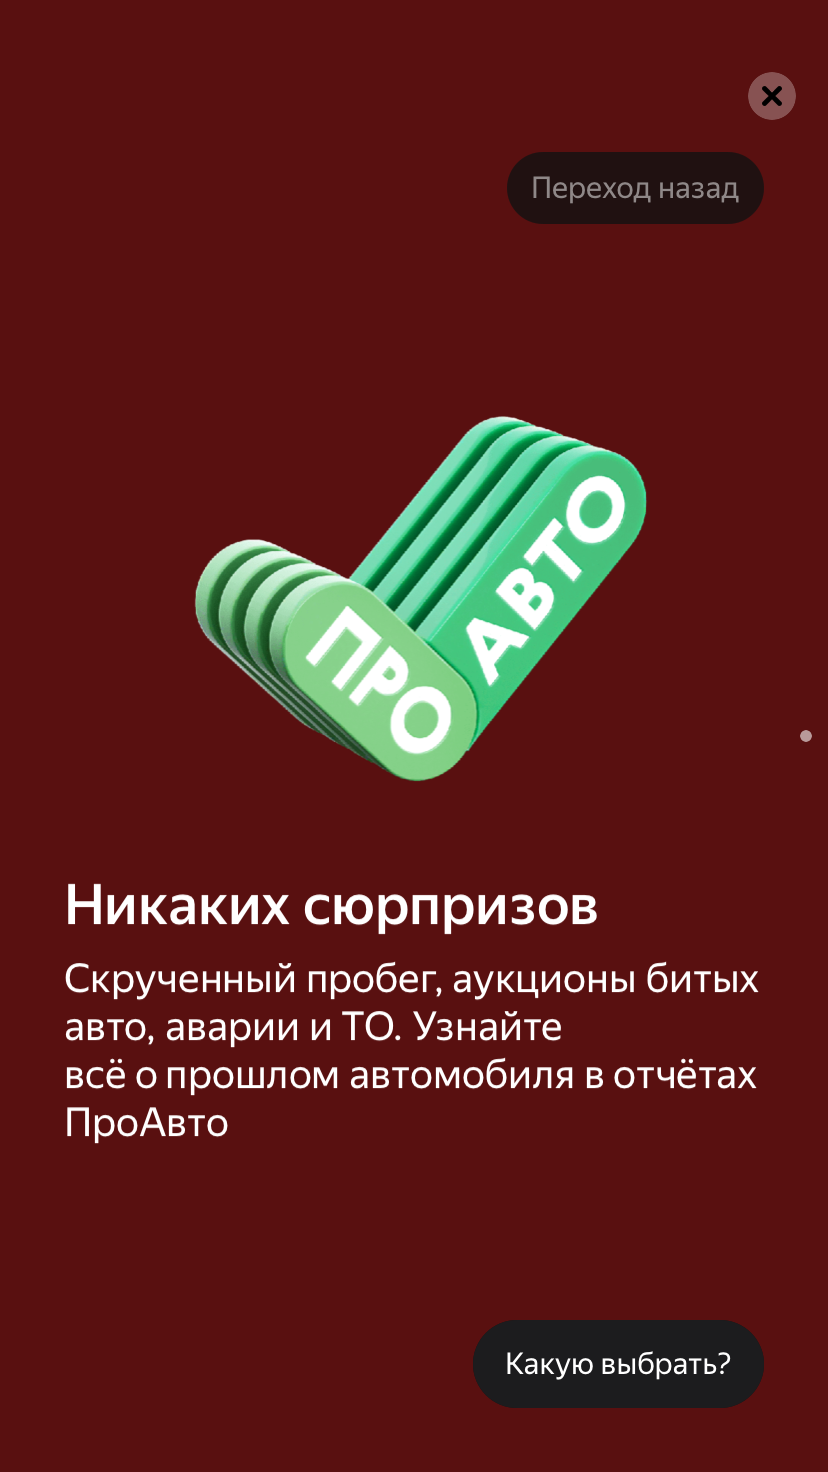 Переход назад
ПРО
АВТО
Никаких сюрпризов
Скрученный пробег, аукционы битых
авто, аварии и ТО. Узнайте
всё о прошлом автомобиля в отчётах
ПроАвто
Какую выбрать?